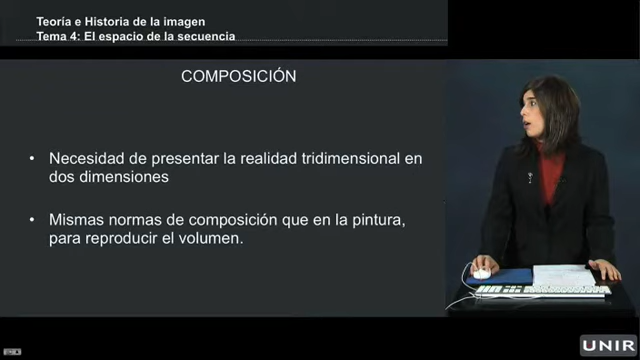 Teoría e Historia de la imagen
Tema 4: El espacio de la secuencia
COMPOSICIÓN
• Necesidad de presentar la realidad tridimensional en
dos dimensiones
• Mismas normas de composición que en la pintura,
para reproducir el volumen.
UNIR